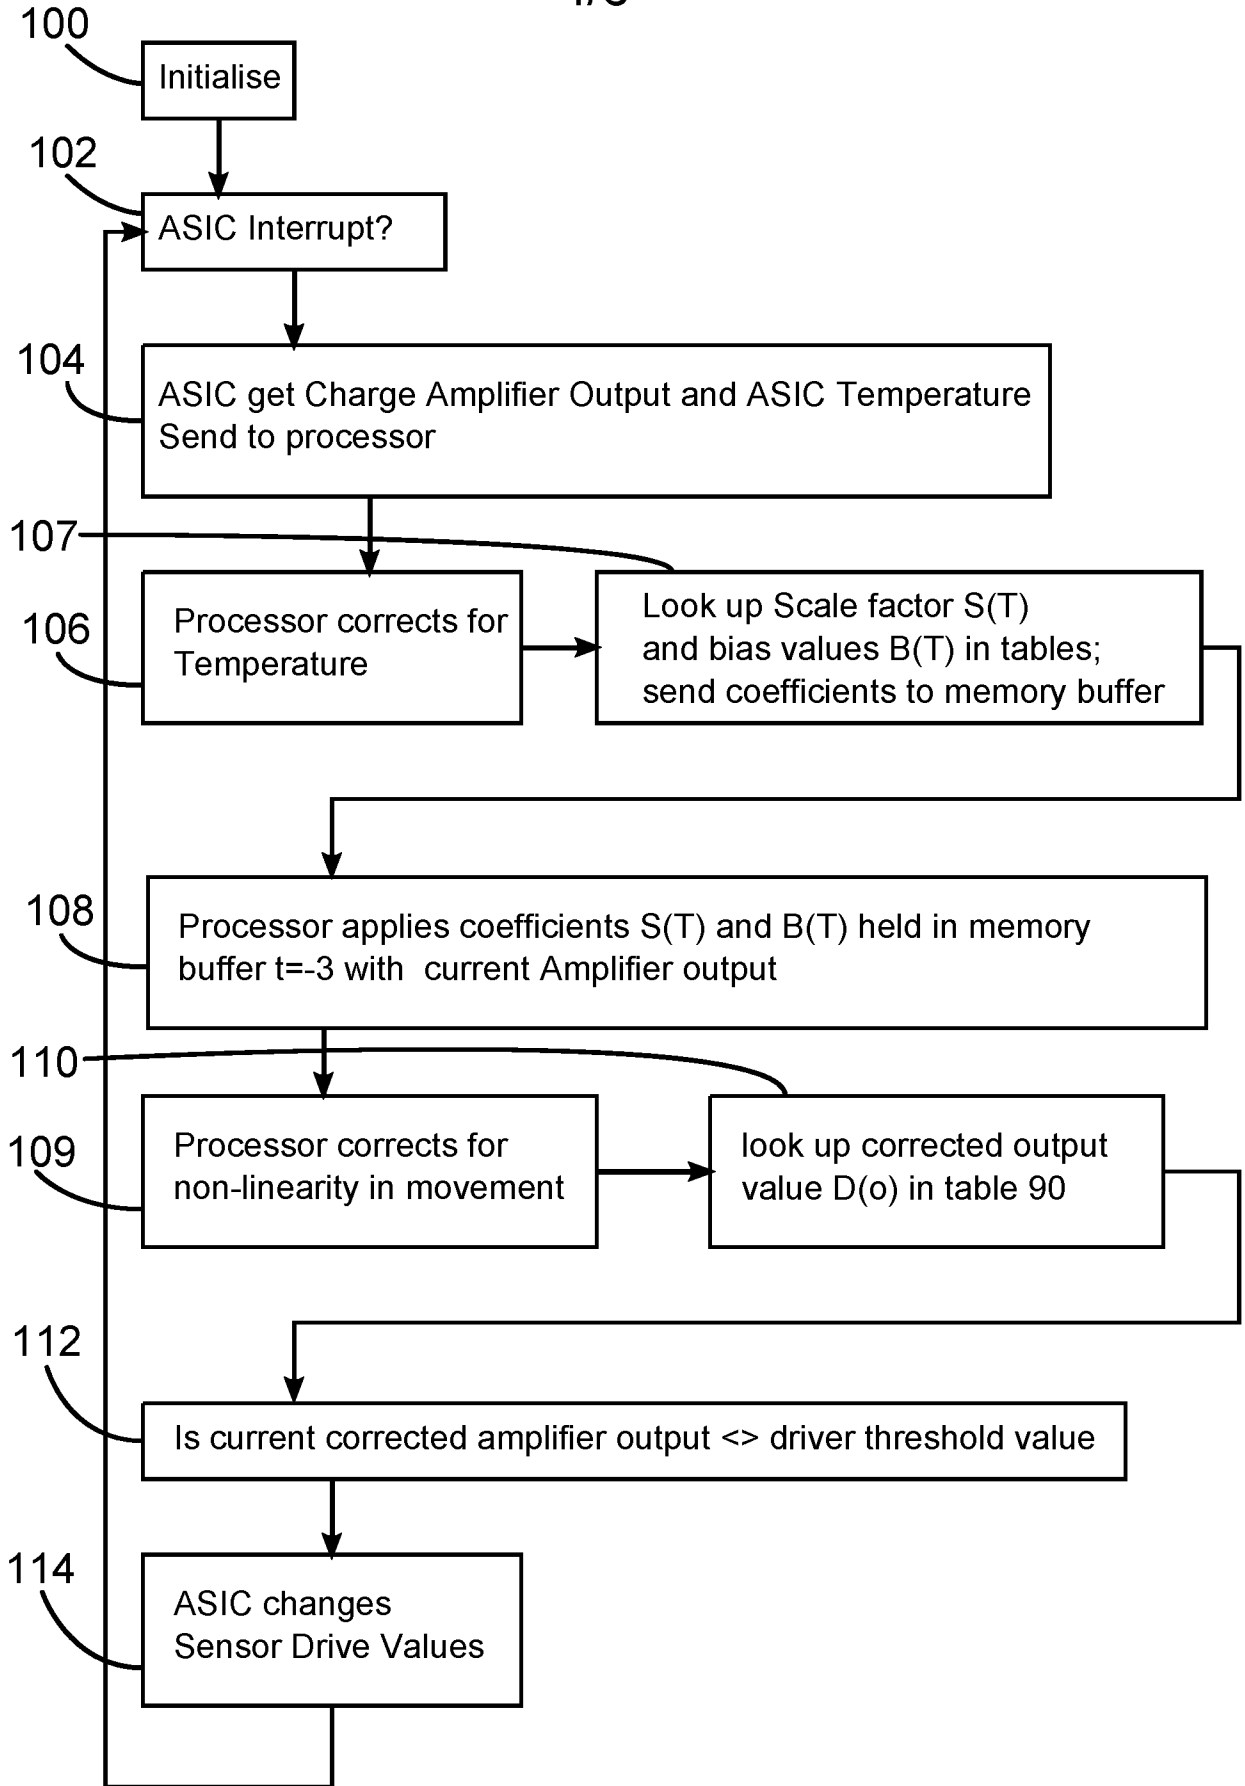 100
Initialise
102
ASIC Interrupt?
104
ASIC get Charge Amplifier Output and ASIC Temperature
Send to processor
107
106
Processor corrects for
Temperature
Look up Scale factor S(T)
and bias values B(T) in tables;
send coefficients to memory buffer
108
Processor applies coefficients S(T) and B(T) held in memory
buffer t=-3 with current Amplifier output
110
109
Processor corrects for
non-linearity in movement
look up corrected output
value D(o) in table 90
112
Is current corrected amplifier output <> driver threshold value
114
ASIC changes
Sensor Drive Values